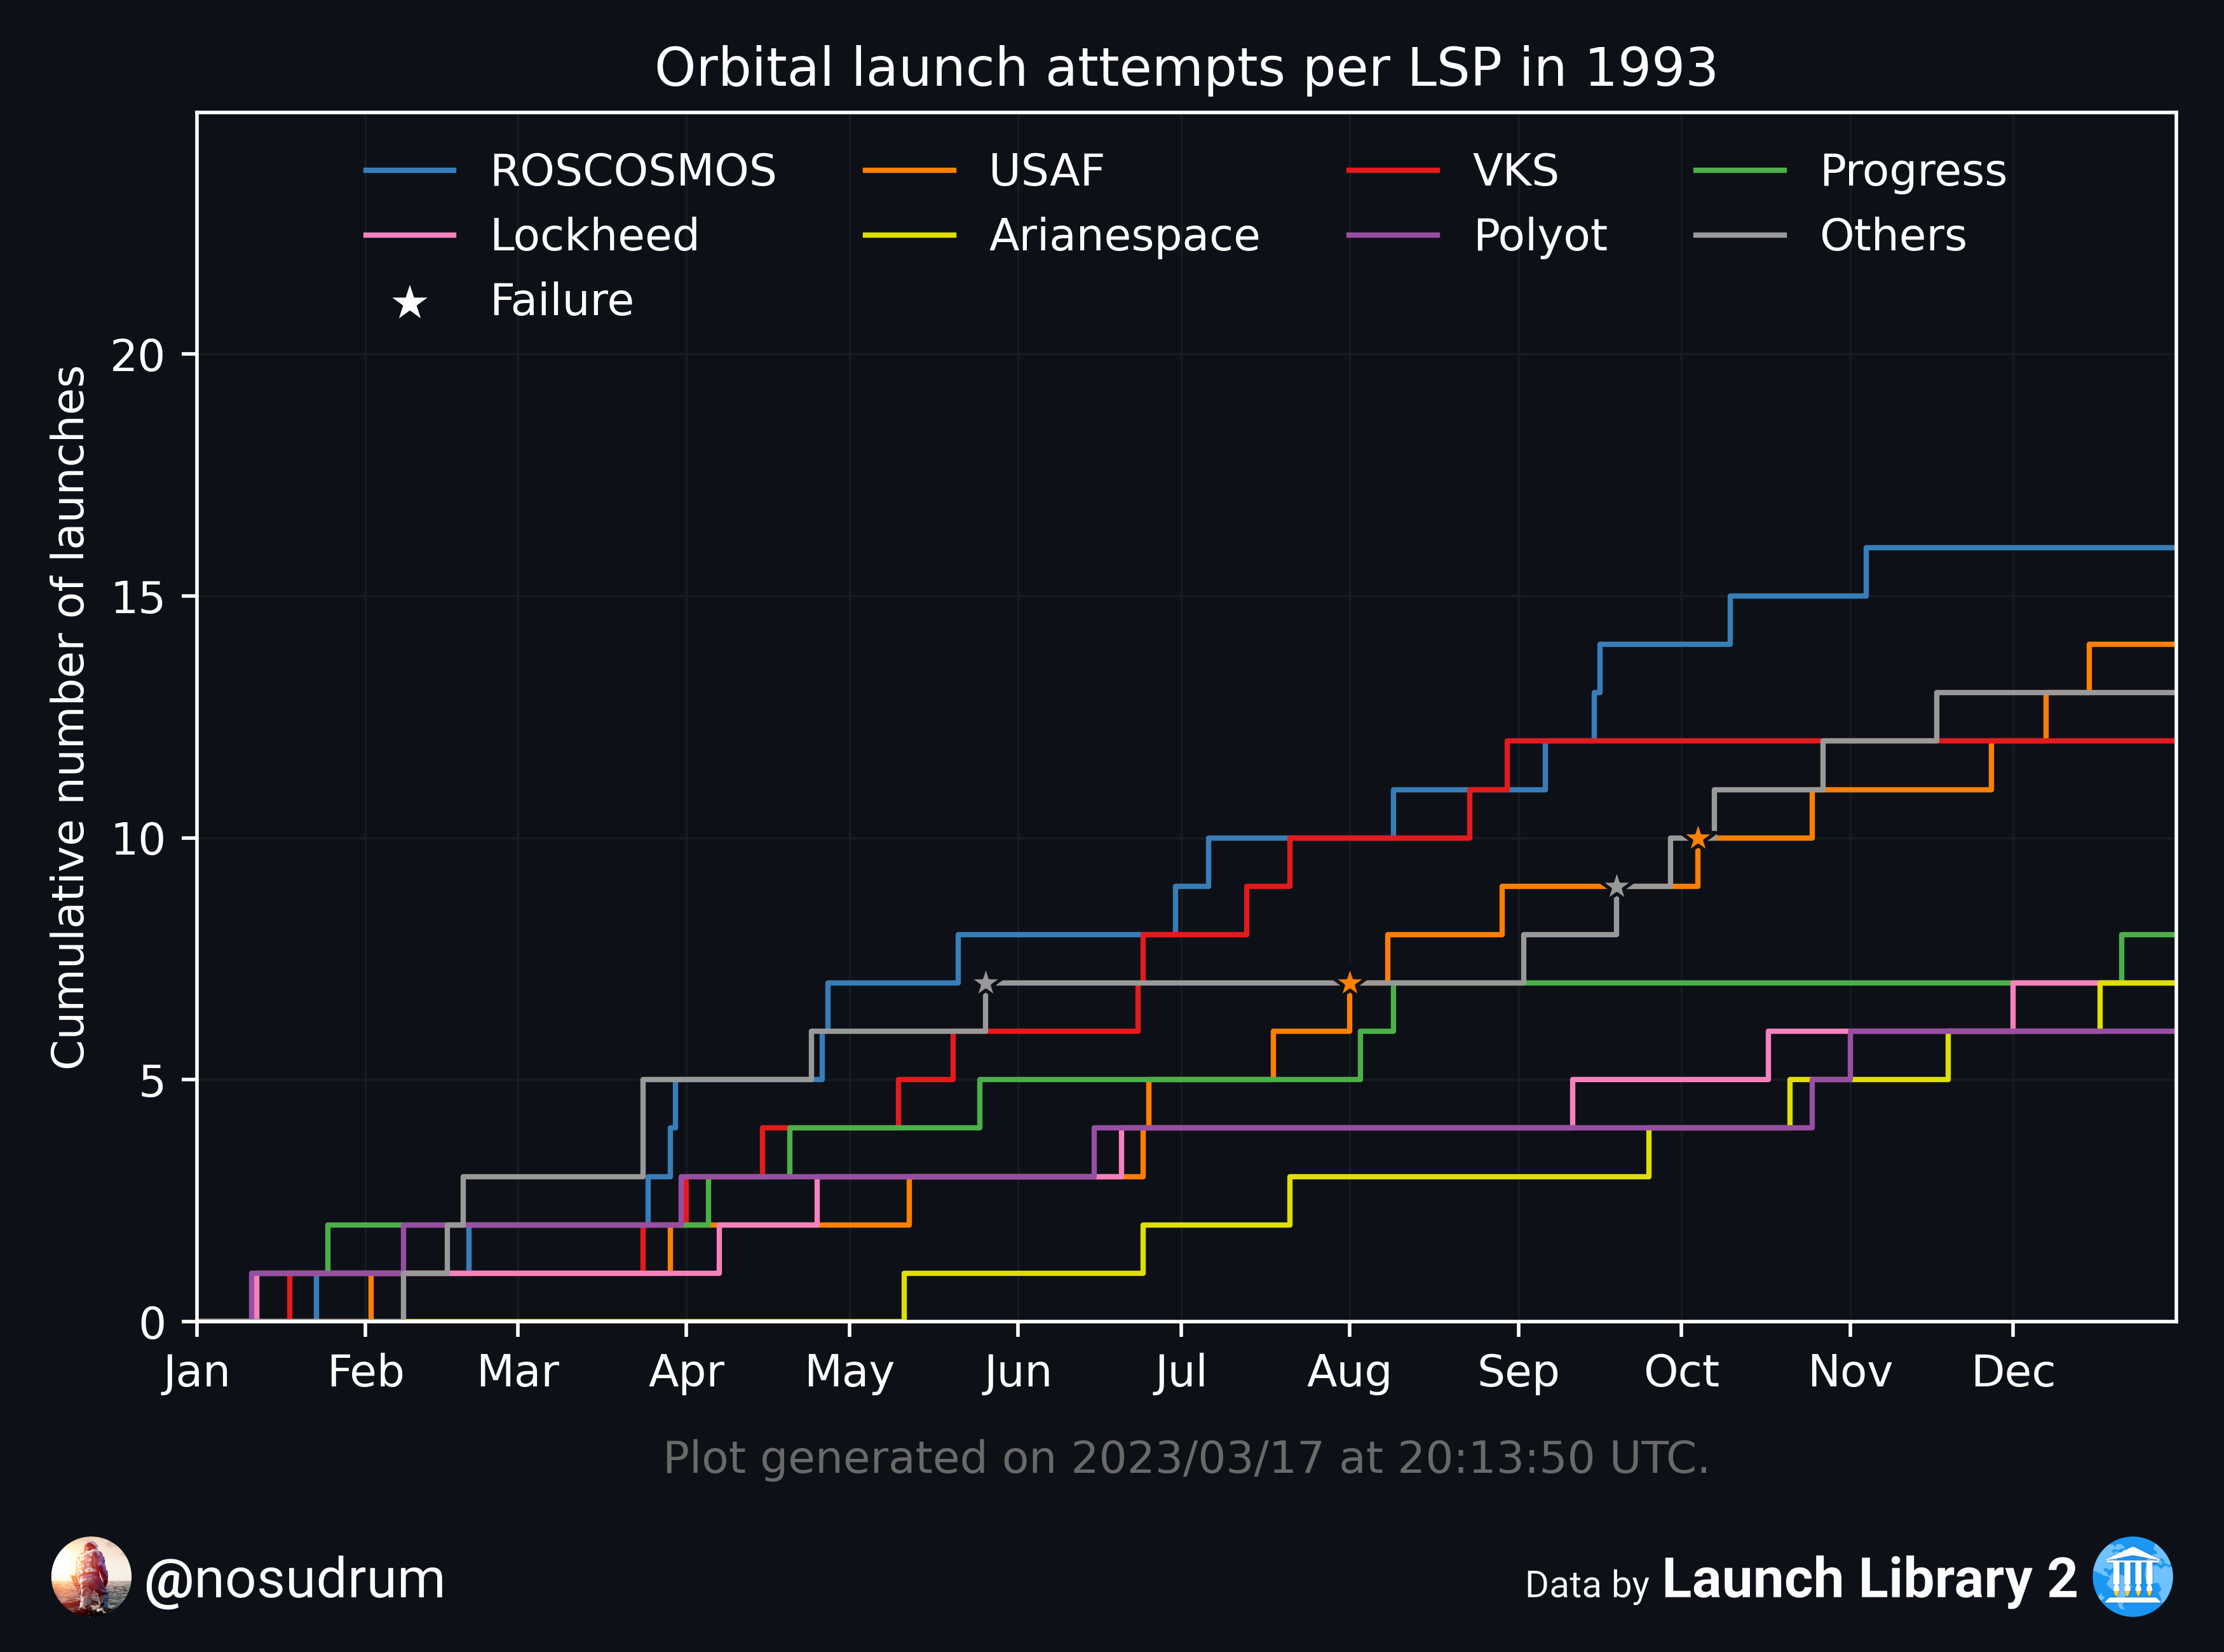 Orbital launch attempts per LSP in 1993
ROSCOSMOS USAF VKS Progress
Lockheed Arianespace Polyot Others
Failure
Cumulative number of launches
20
15
10
5
0
Jan Feb Mar Apr May Jun Jul Aug Sep Oct Nov Dec
Plot generated on 2023/03/17 at 20:13:50 UTC.
@nosudrum
Data by Launch Library 2